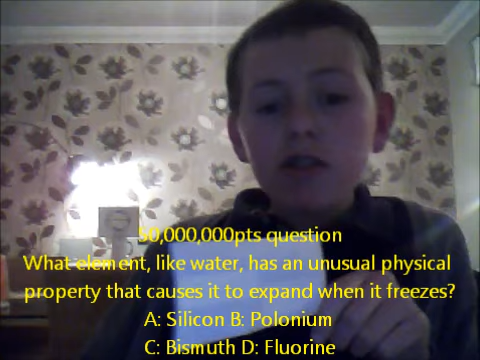 50,000,000pts question
What element, like water, has an unusual physical
property that causes it to expand when it freezes?
A: Silicon B: Polonium
C: Bismuth D: Fluorine